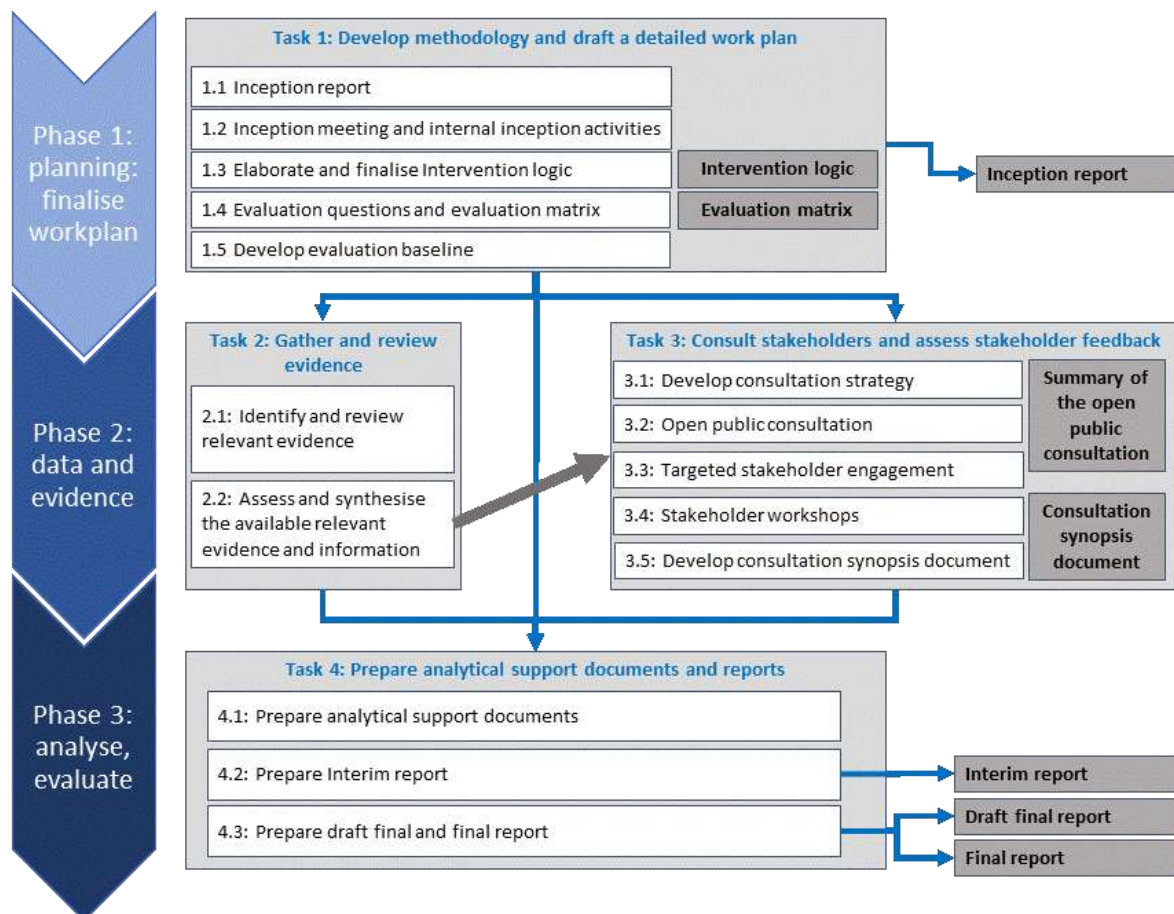 Phase 1:
planning:
finalise
workplan
Task 1: Develop methodology and draft a detailed work plan
1.1 Inception report
1.2 Inception meeting and internal inception activities
1.3 Elaborate and finalise Intervention logic
1.4 Evaluation questions and evaluation matrix
1.5 Develop evaluation baseline
Intervention logic
Evaluation matrix
Inception report
Phase 2:
data and
evidence
Task 2: Gather and review
evidence
2.1: Identify and review
relevant evidence
2.2: Assess and synthesise
the available relevant
evidence and information
Task 3: Consult stakeholders and assess stakeholder feedback
3.1: Develop consultation strategy
3.2: Open public consultation
3.3: Targeted stakeholder engagement
3.4: Stakeholder workshops
3.5: Develop consultation synopsis document
Summary of
the open
public
consultation
Consultation
synopsis
document
Phase 3:
analyse,
evaluate
Task 4: Prepare analytical support documents and reports
4.1: Prepare analytical support documents
4.2: Prepare Interim report
4.3: Prepare draft final and final report
Interim report
Draft final report
Final report